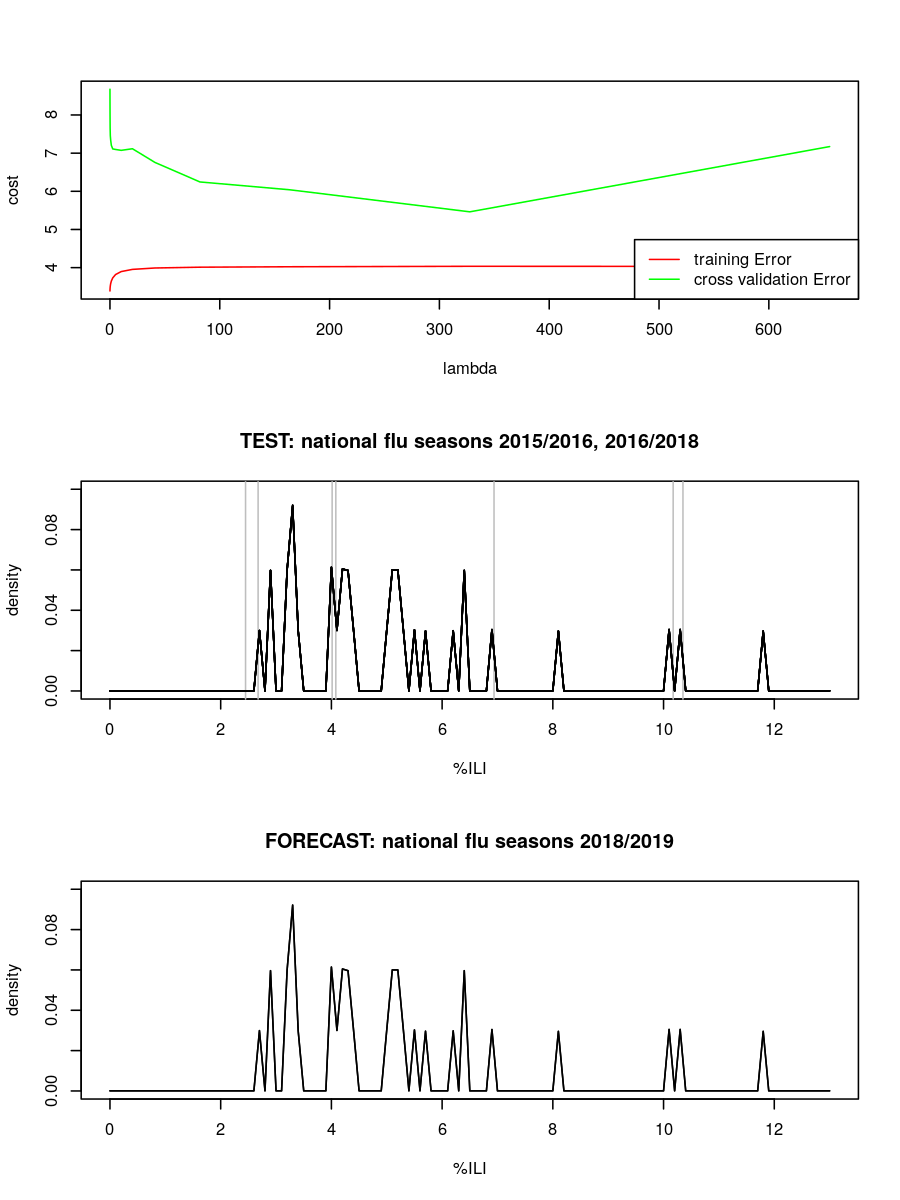 8
7
6
5
4
cost
training Error
cross validation Error
0 100 200 300 400 500 600
lambda
TEST: national flu seasons 2015/2016, 2016/2018
0.08
0.04
0.00
density
0 2 4 6 8 10 12
%ILI
FORECAST: national flu seasons 2018/2019
0.08
0.04
0.00
density
0 2 4 6 8 10 12
%ILI